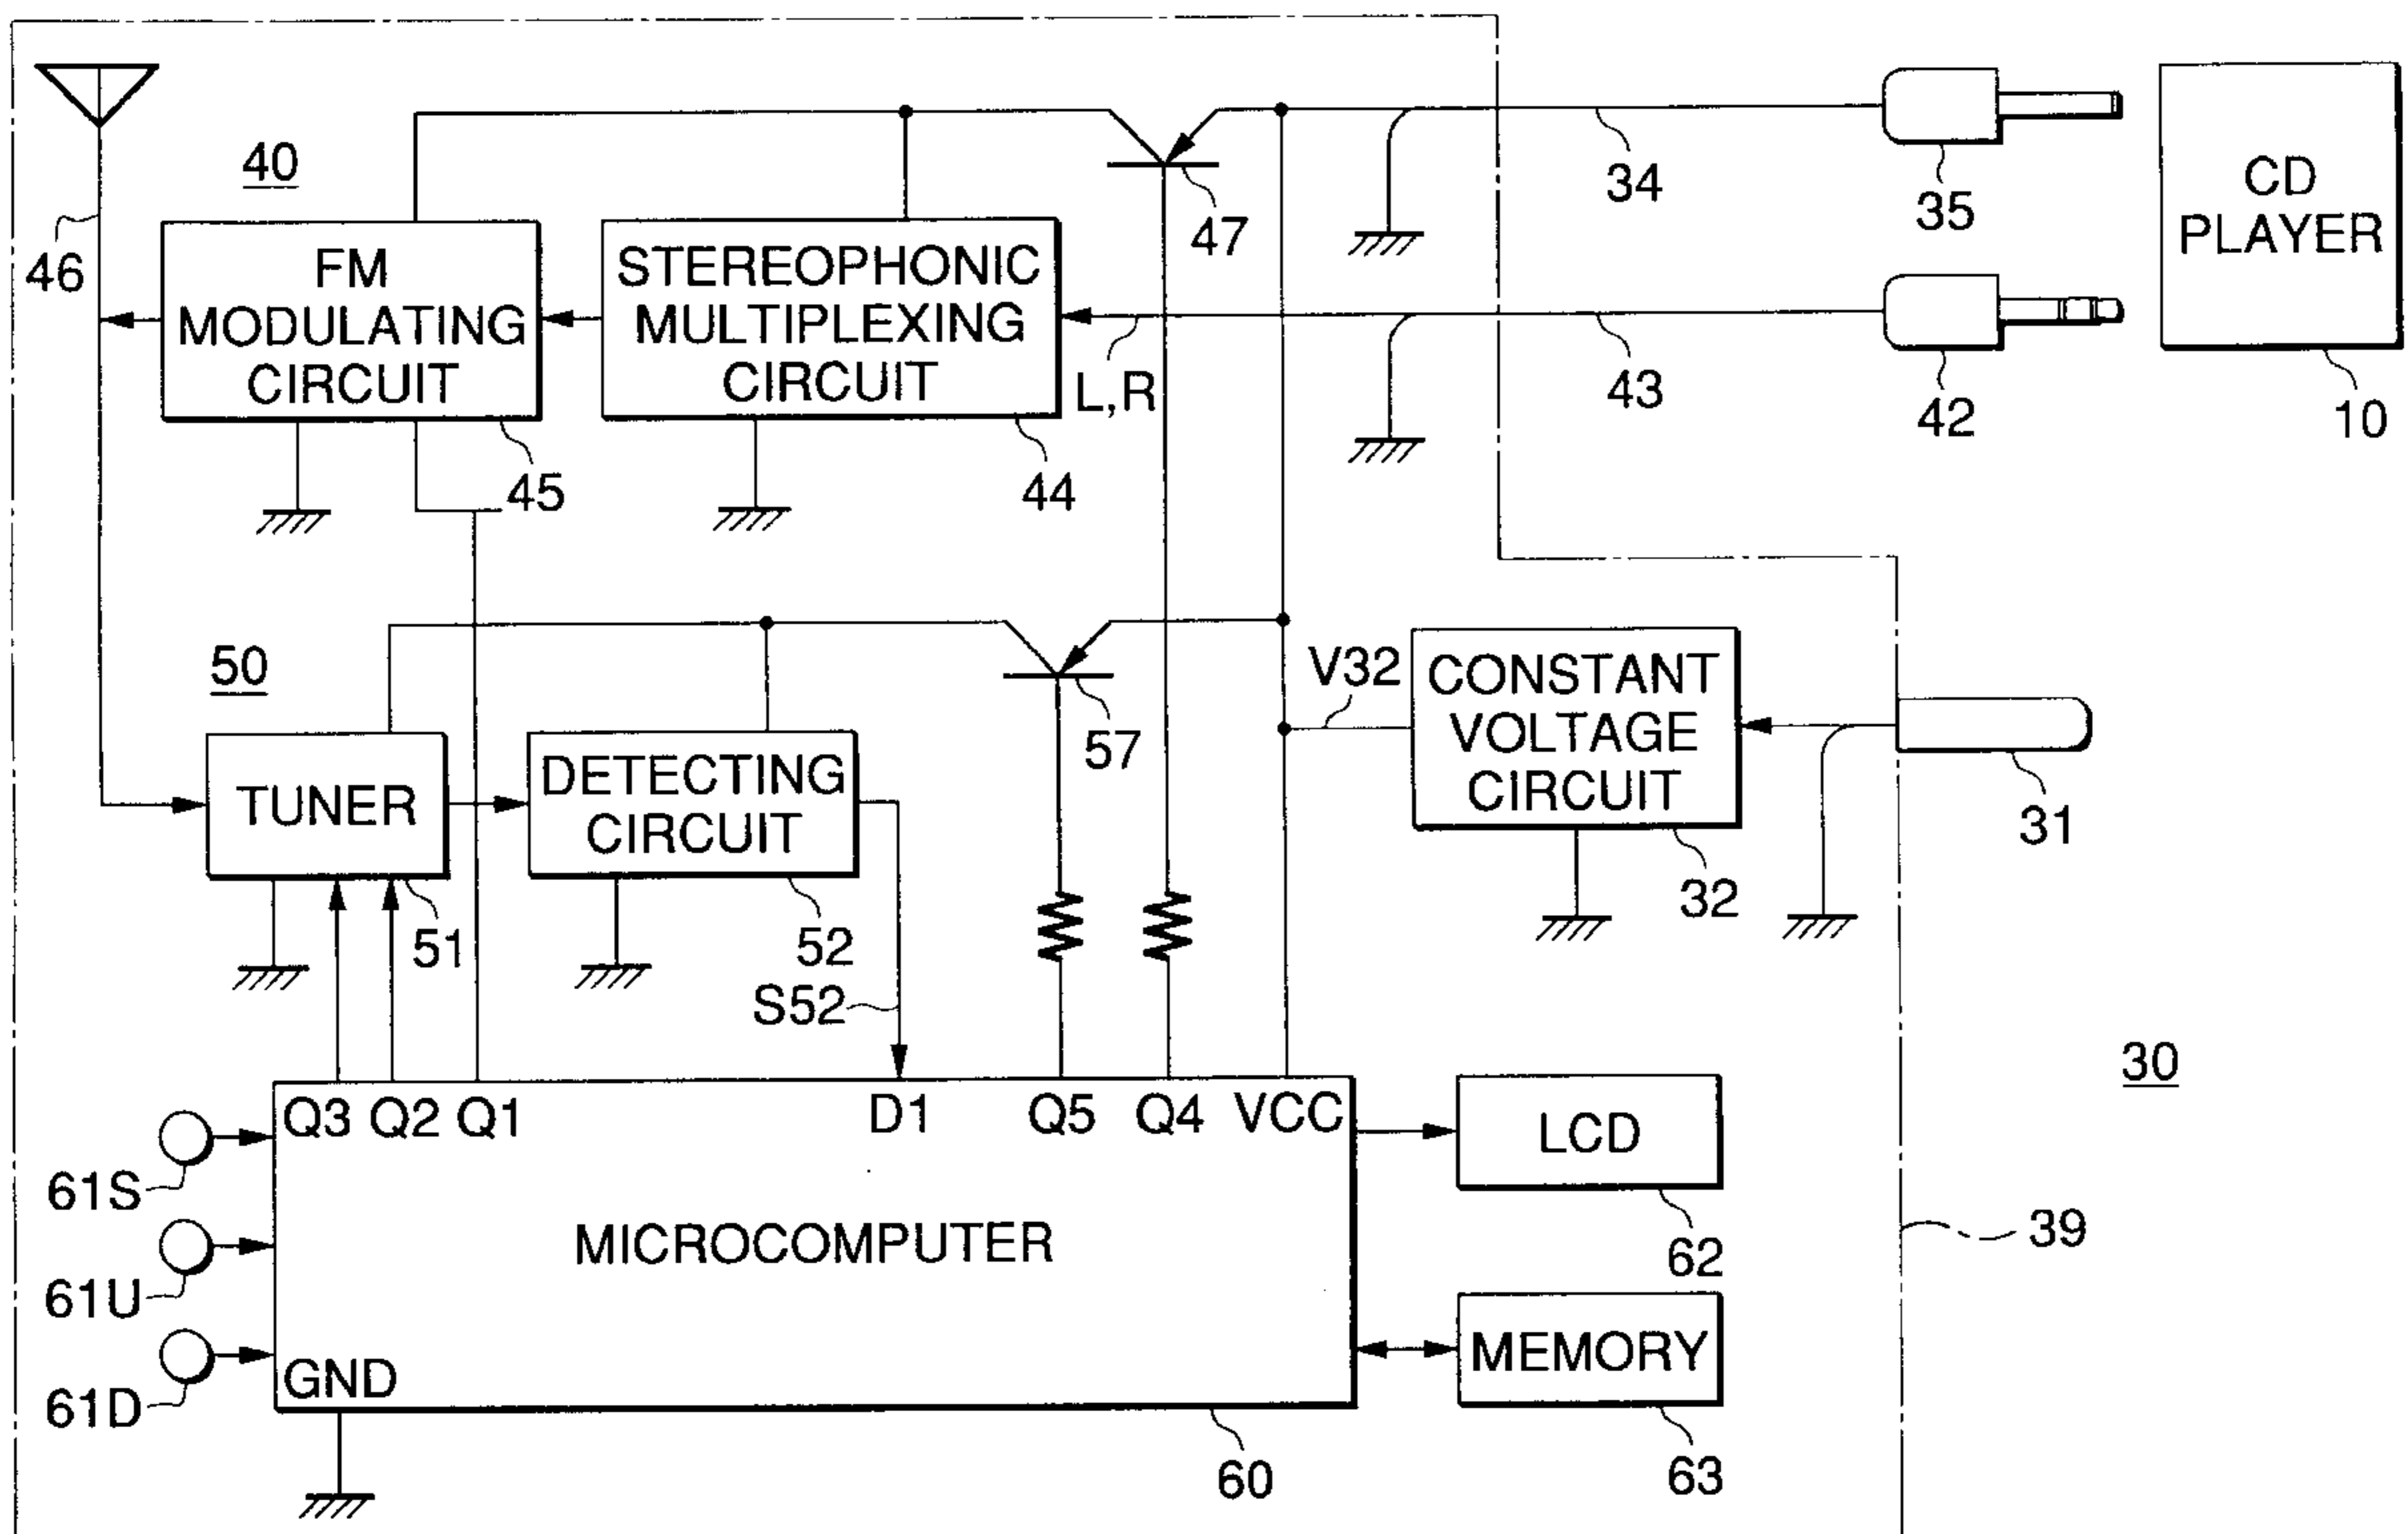 40
46
FM
MODULATING
CIRCUIT
45
STEREOPHONIC
MULTIPLEXING
CIRCUIT
44
L,R
47
34
35
43
42
CD
PLAYER
10
50
TUNER
51
DETECTING
CIRCUIT
52
S52
57
V32
CONSTANT
VOLTAGE
CIRCUIT
32
31
30
39
Q3 Q2 Q1 D1 Q5 Q4 VCC
MICROCOMPUTER
GND
60
61S
61U
61D
LCD
62
MEMORY
63